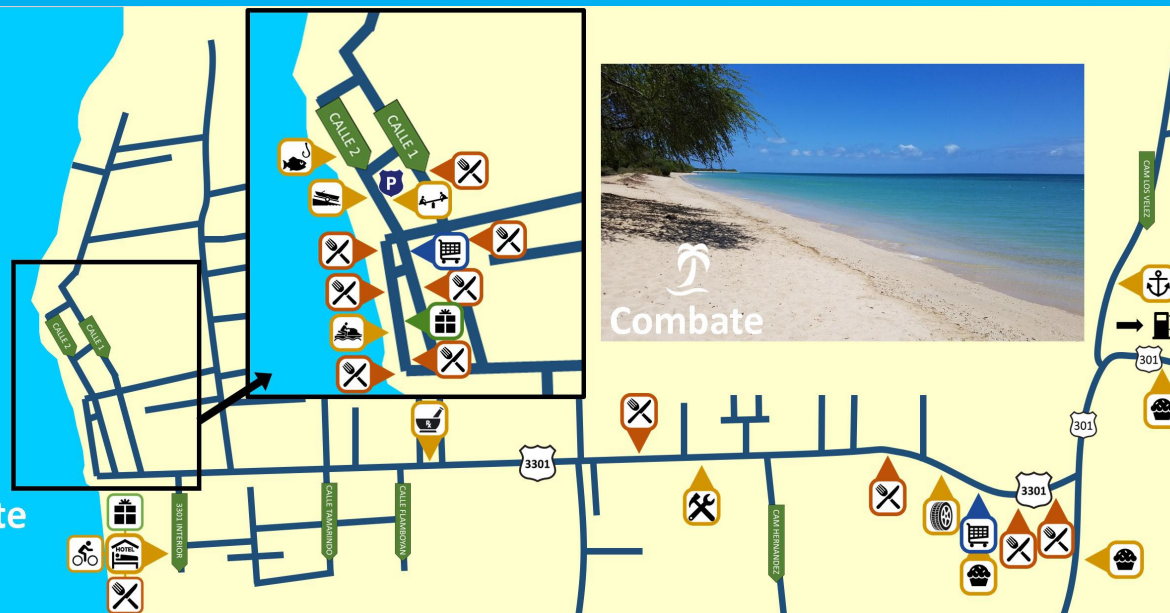 CALLE 2
CALLE 1
P
Combate
CAM LOS VELEZ
301
CALLE 2
CALLE 1
301
3301
3301
HOTEL
3301 INTERIOR
CALLE TAMARINDO
CALLE FLAMBOYAN
CAM HERNANDEZ
te